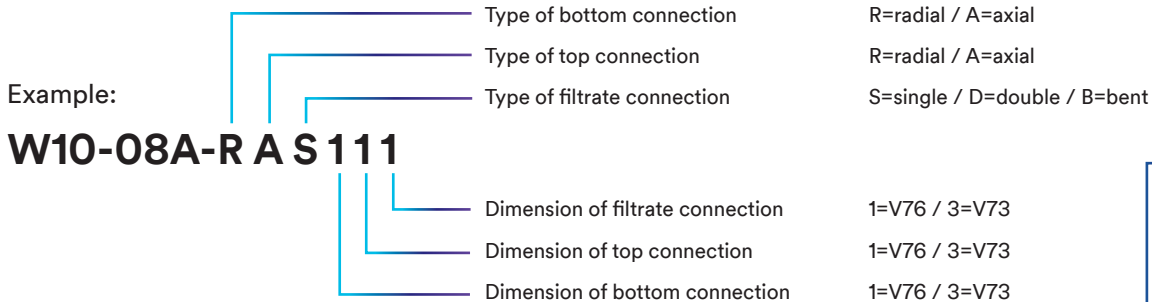 Type of bottom connection R=radial / A=axial
Type of top connection R=radial / A=axial
Example:
Type of filtrate connection S=single / D=double / B=bent
W10-08A-R A S 1 1 1
Dimension of filtrate connection 1=V76 / 3=V73
Dimension of top connection 1=V76 / 3=V73
Dimension of bottom connection 1=V76 / 3=V73